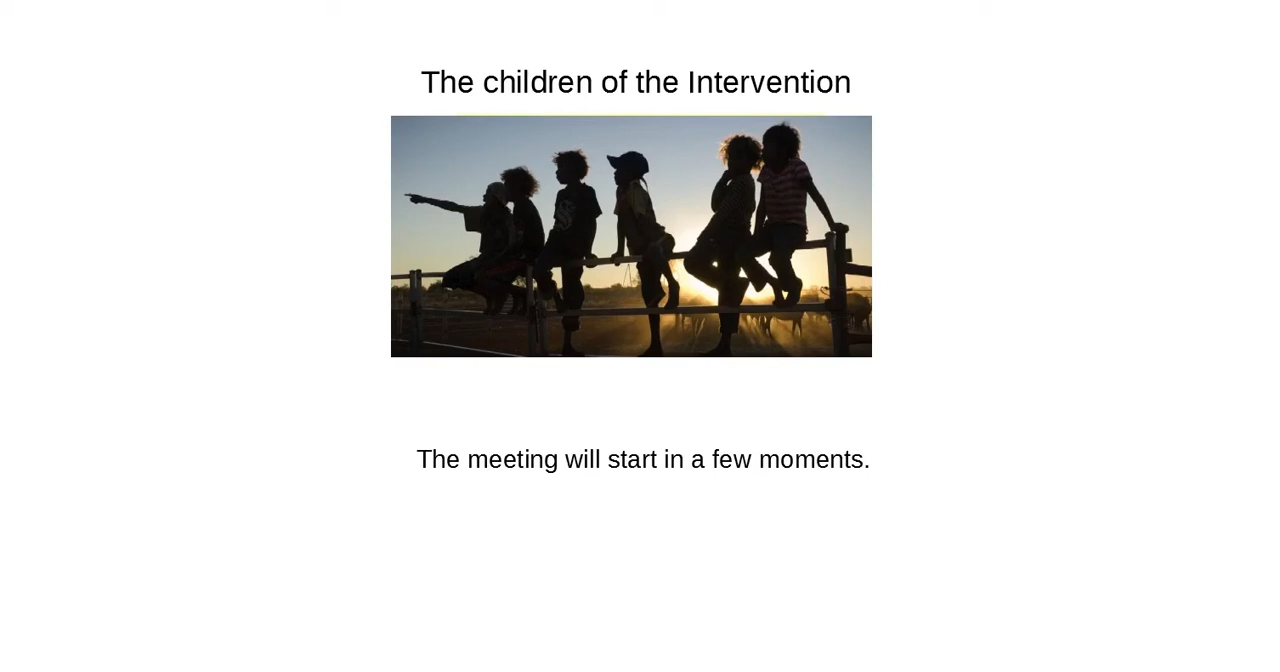 The children of the Intervention
The meeting will start in a few moments.